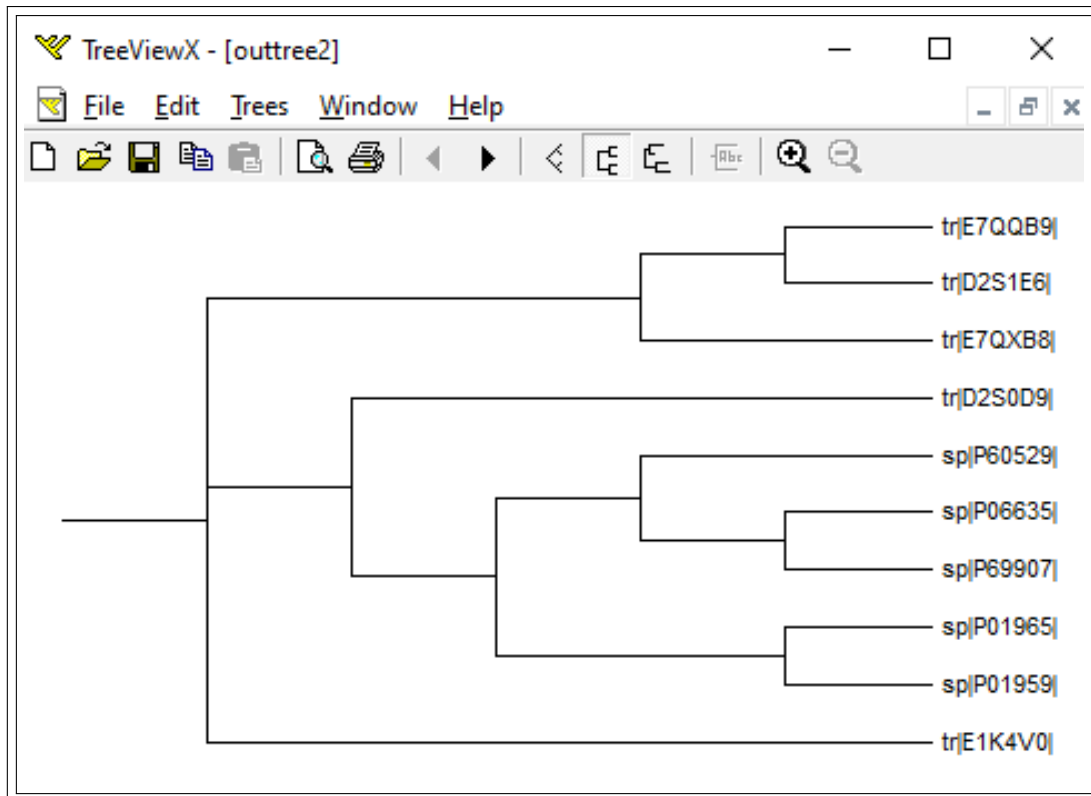 TreeViewX - [outtree2]
File Edit Trees Window Help
Abc
tr|E7QQB9|
tr|D2S1E6|
tr|E7QXB8|
tr|D2S0D9|
sp|P60529|
sp|P06635|
sp|P69907|
sp|P01965|
sp|P01959|
tr|E1K4V0|